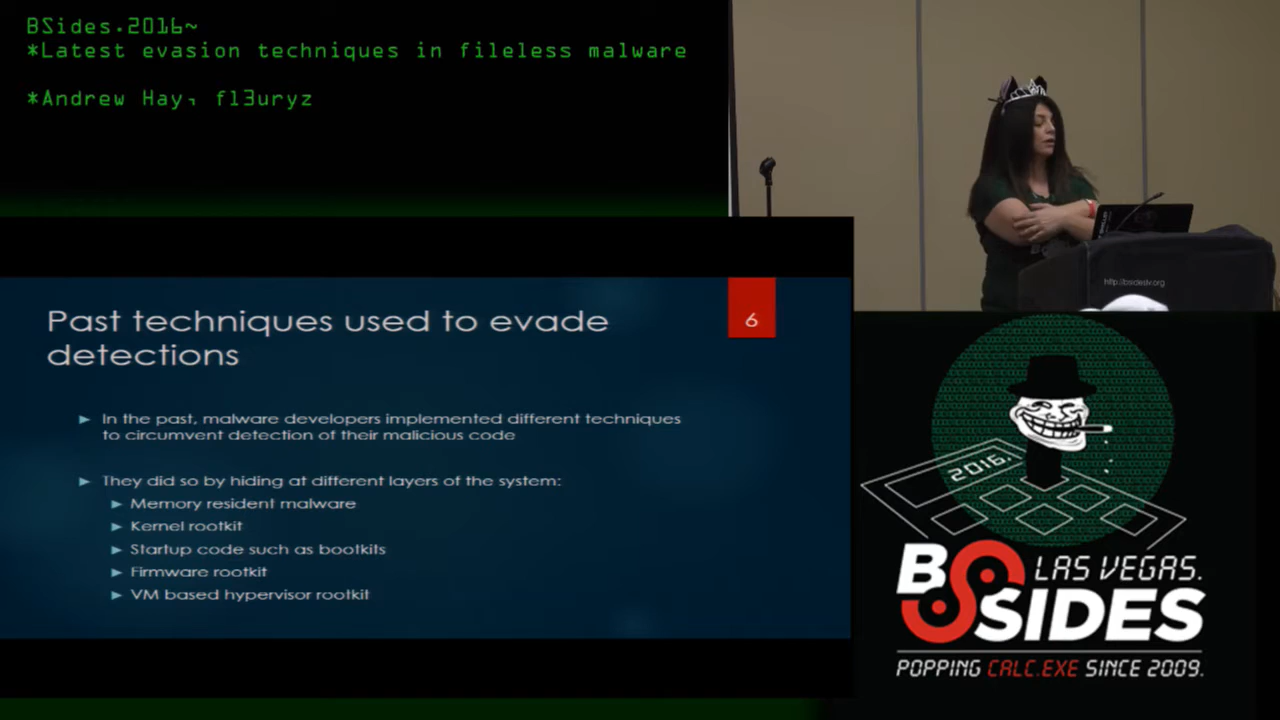 BSides.2016~
*Latest evasion techniques in fileless malware
*Andrew Hay, fl3uryz
http://bsideslv.org
Past techniques used to evade
detections
6
In the past, malware developers implemented different techniques
to circumvent detection of their malicious code
They did so by hiding at different layers of the system:
Memory resident malware
Kernel rootkit
Startup code such as bootkits
Firmware rootkit
VM based hypervisor rootkit
2016.
BSIDES
LAS VEGAS.
POPPING CALC.EXE SINCE 2009.